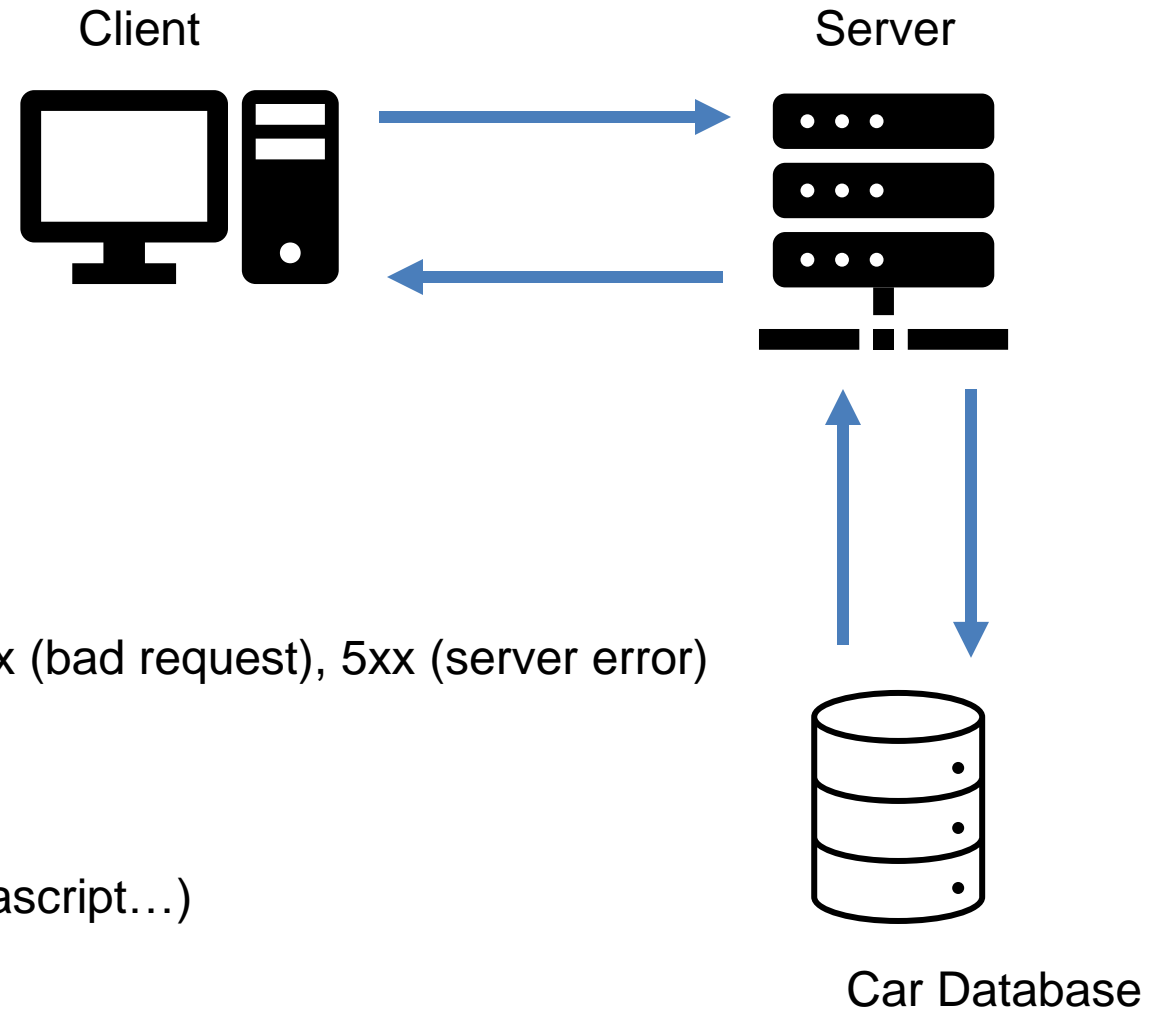 Client
Server
x (bad request), 5xx (server error)
ascript…)
Car Database